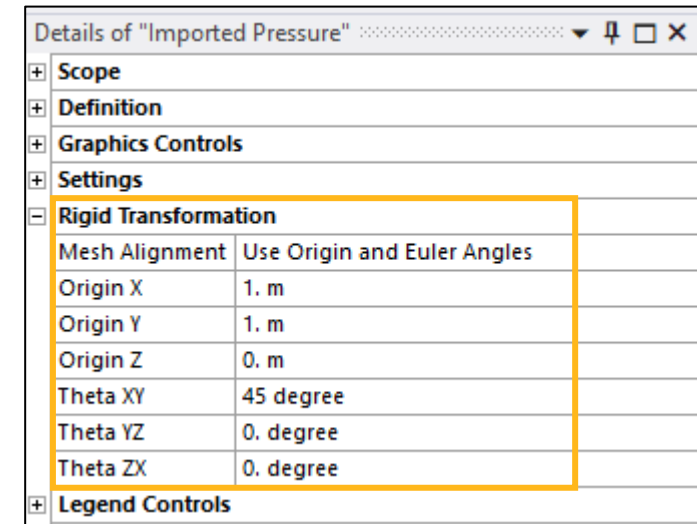 Details of "Imported Pressure"
Scope
Definition
Graphics Controls
Settings
Rigid Transformation
Mesh Alignment Use Origin and Euler Angles
Origin X 1. m
Origin Y 1. m
Origin Z 0. m
Theta XY 45 degree
Theta YZ 0. degree
Theta ZX 0. degree
Legend Controls